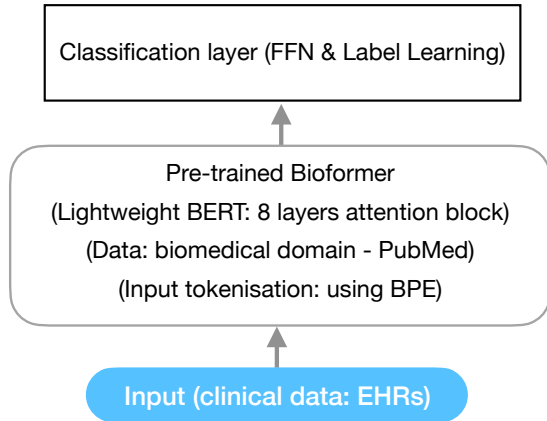 Classification layer (FFN & Label Learning)
Pre-trained Bioformer
(Lightweight BERT: 8 layers attention block)
(Data: biomedical domain - PubMed)
(Input tokenisation: using BPE)
Input (clinical data: EHRs)